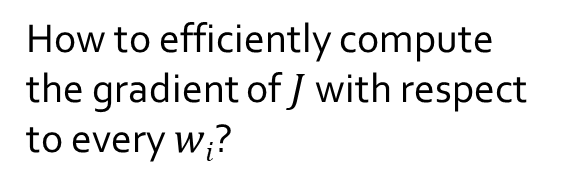 How to efficiently compute
the gradient of J with respect
to every wᵢ?